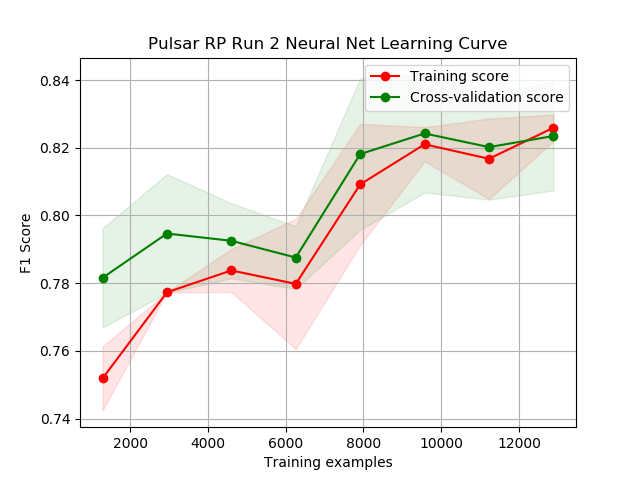 Pulsar RP Run 2 Neural Net Learning Curve
Training score
Cross-validation score
F1 Score
0.84
0.82
0.80
0.78
0.76
0.74
2000 4000 6000 8000 10000 12000
Training examples